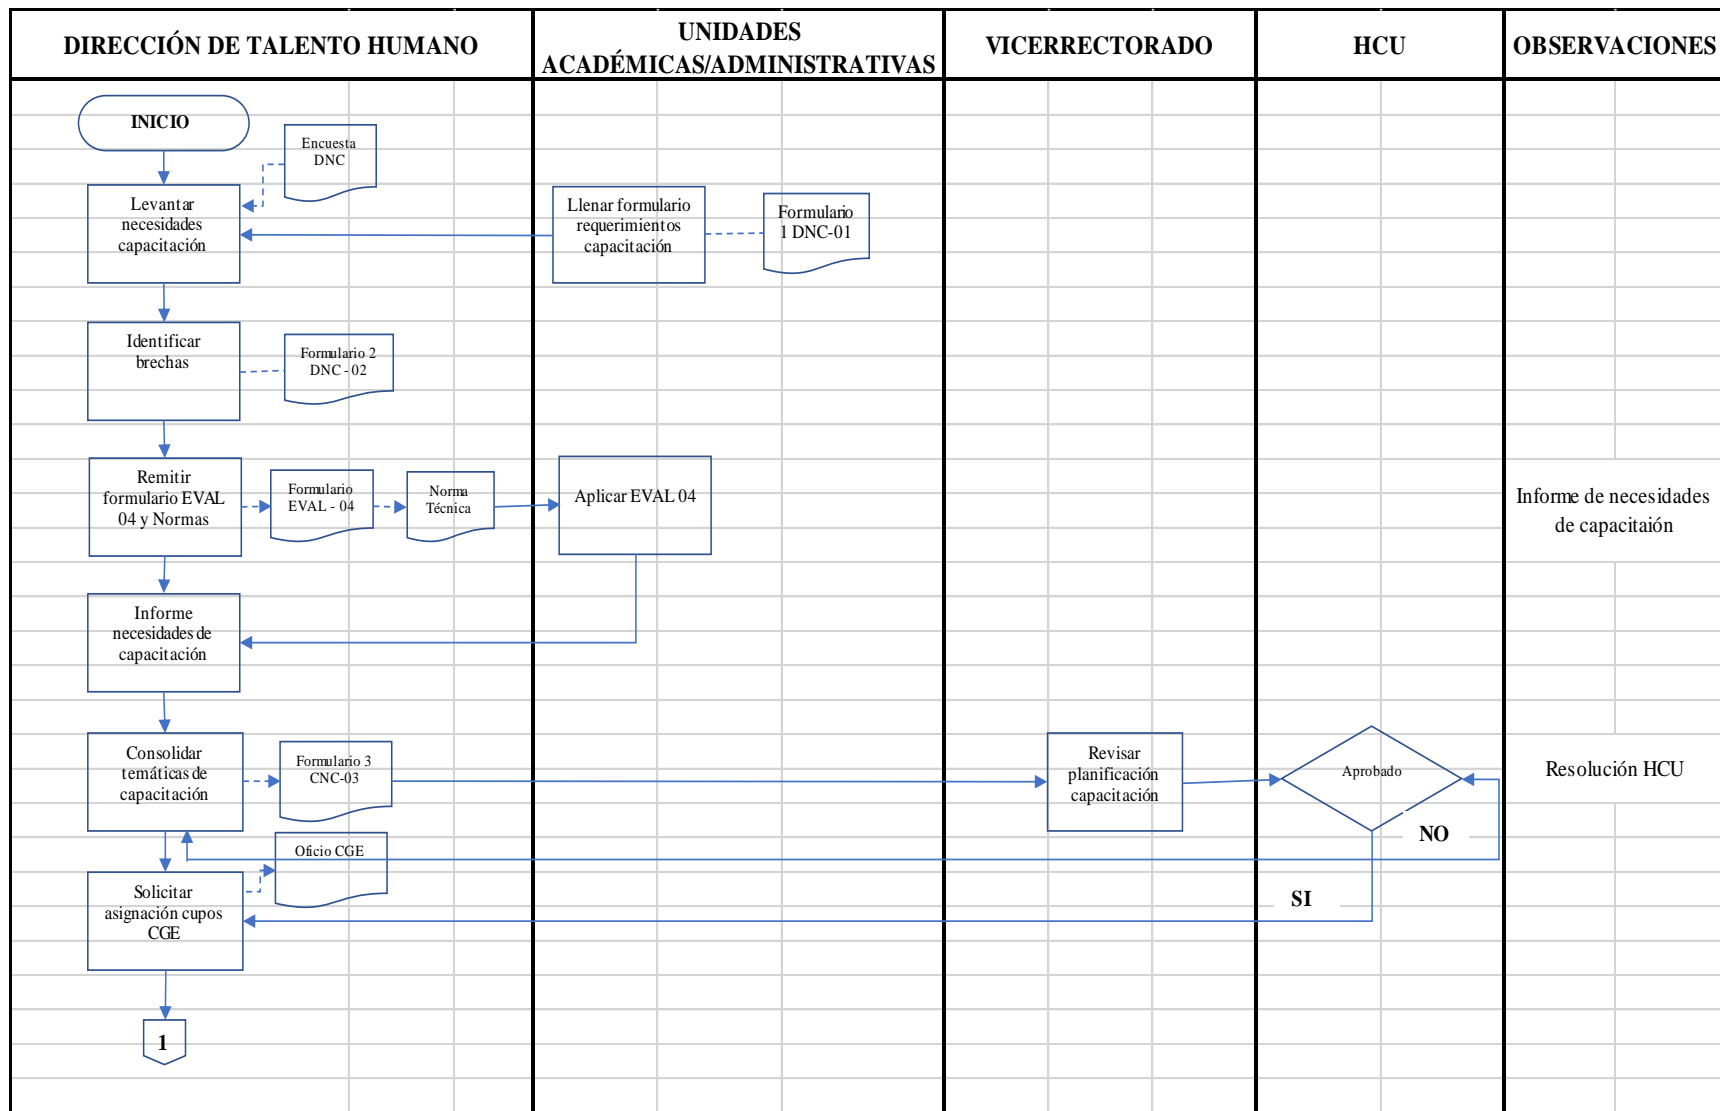 DIRECCIÓN DE TALENTO HUMANO
UNIDADES
ACADÉMICAS/ADMINISTRATIVAS
VICERRECTORADO
HCU
OBSERVACIONES
INICIO
Encuesta
DNC
Levantar
necesidades
capacitación
Llenar formulario
requerimientos
capacitación
Formulario
1 DNC-01
Identificar
brechas
Formulario 2
DNC - 02
Remitir
formulario EVAL
04 y Normas
Formulario
EVAL - 04
Norma
Técnica
Aplicar EVAL 04
Informe de necesidades
de capacitaión
Informe
necesidades de
capacitación
Consolidar
temáticas de
capacitación
Formulario 3
CNC-03
Revisar
planificación
capacitación
Aprobado
Resolución HCU
NO
Oficio CGE
Solicitar
asignación cupos
CGE
SI
1